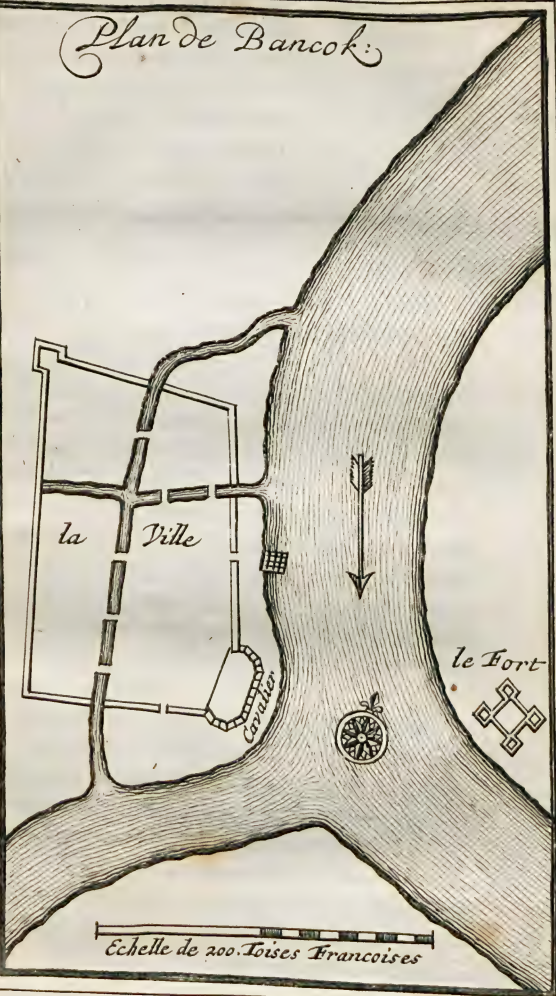 Plan de Bancok:
la Ville
le Fort
Cavalier
Echelle de 200. Toises Francoises